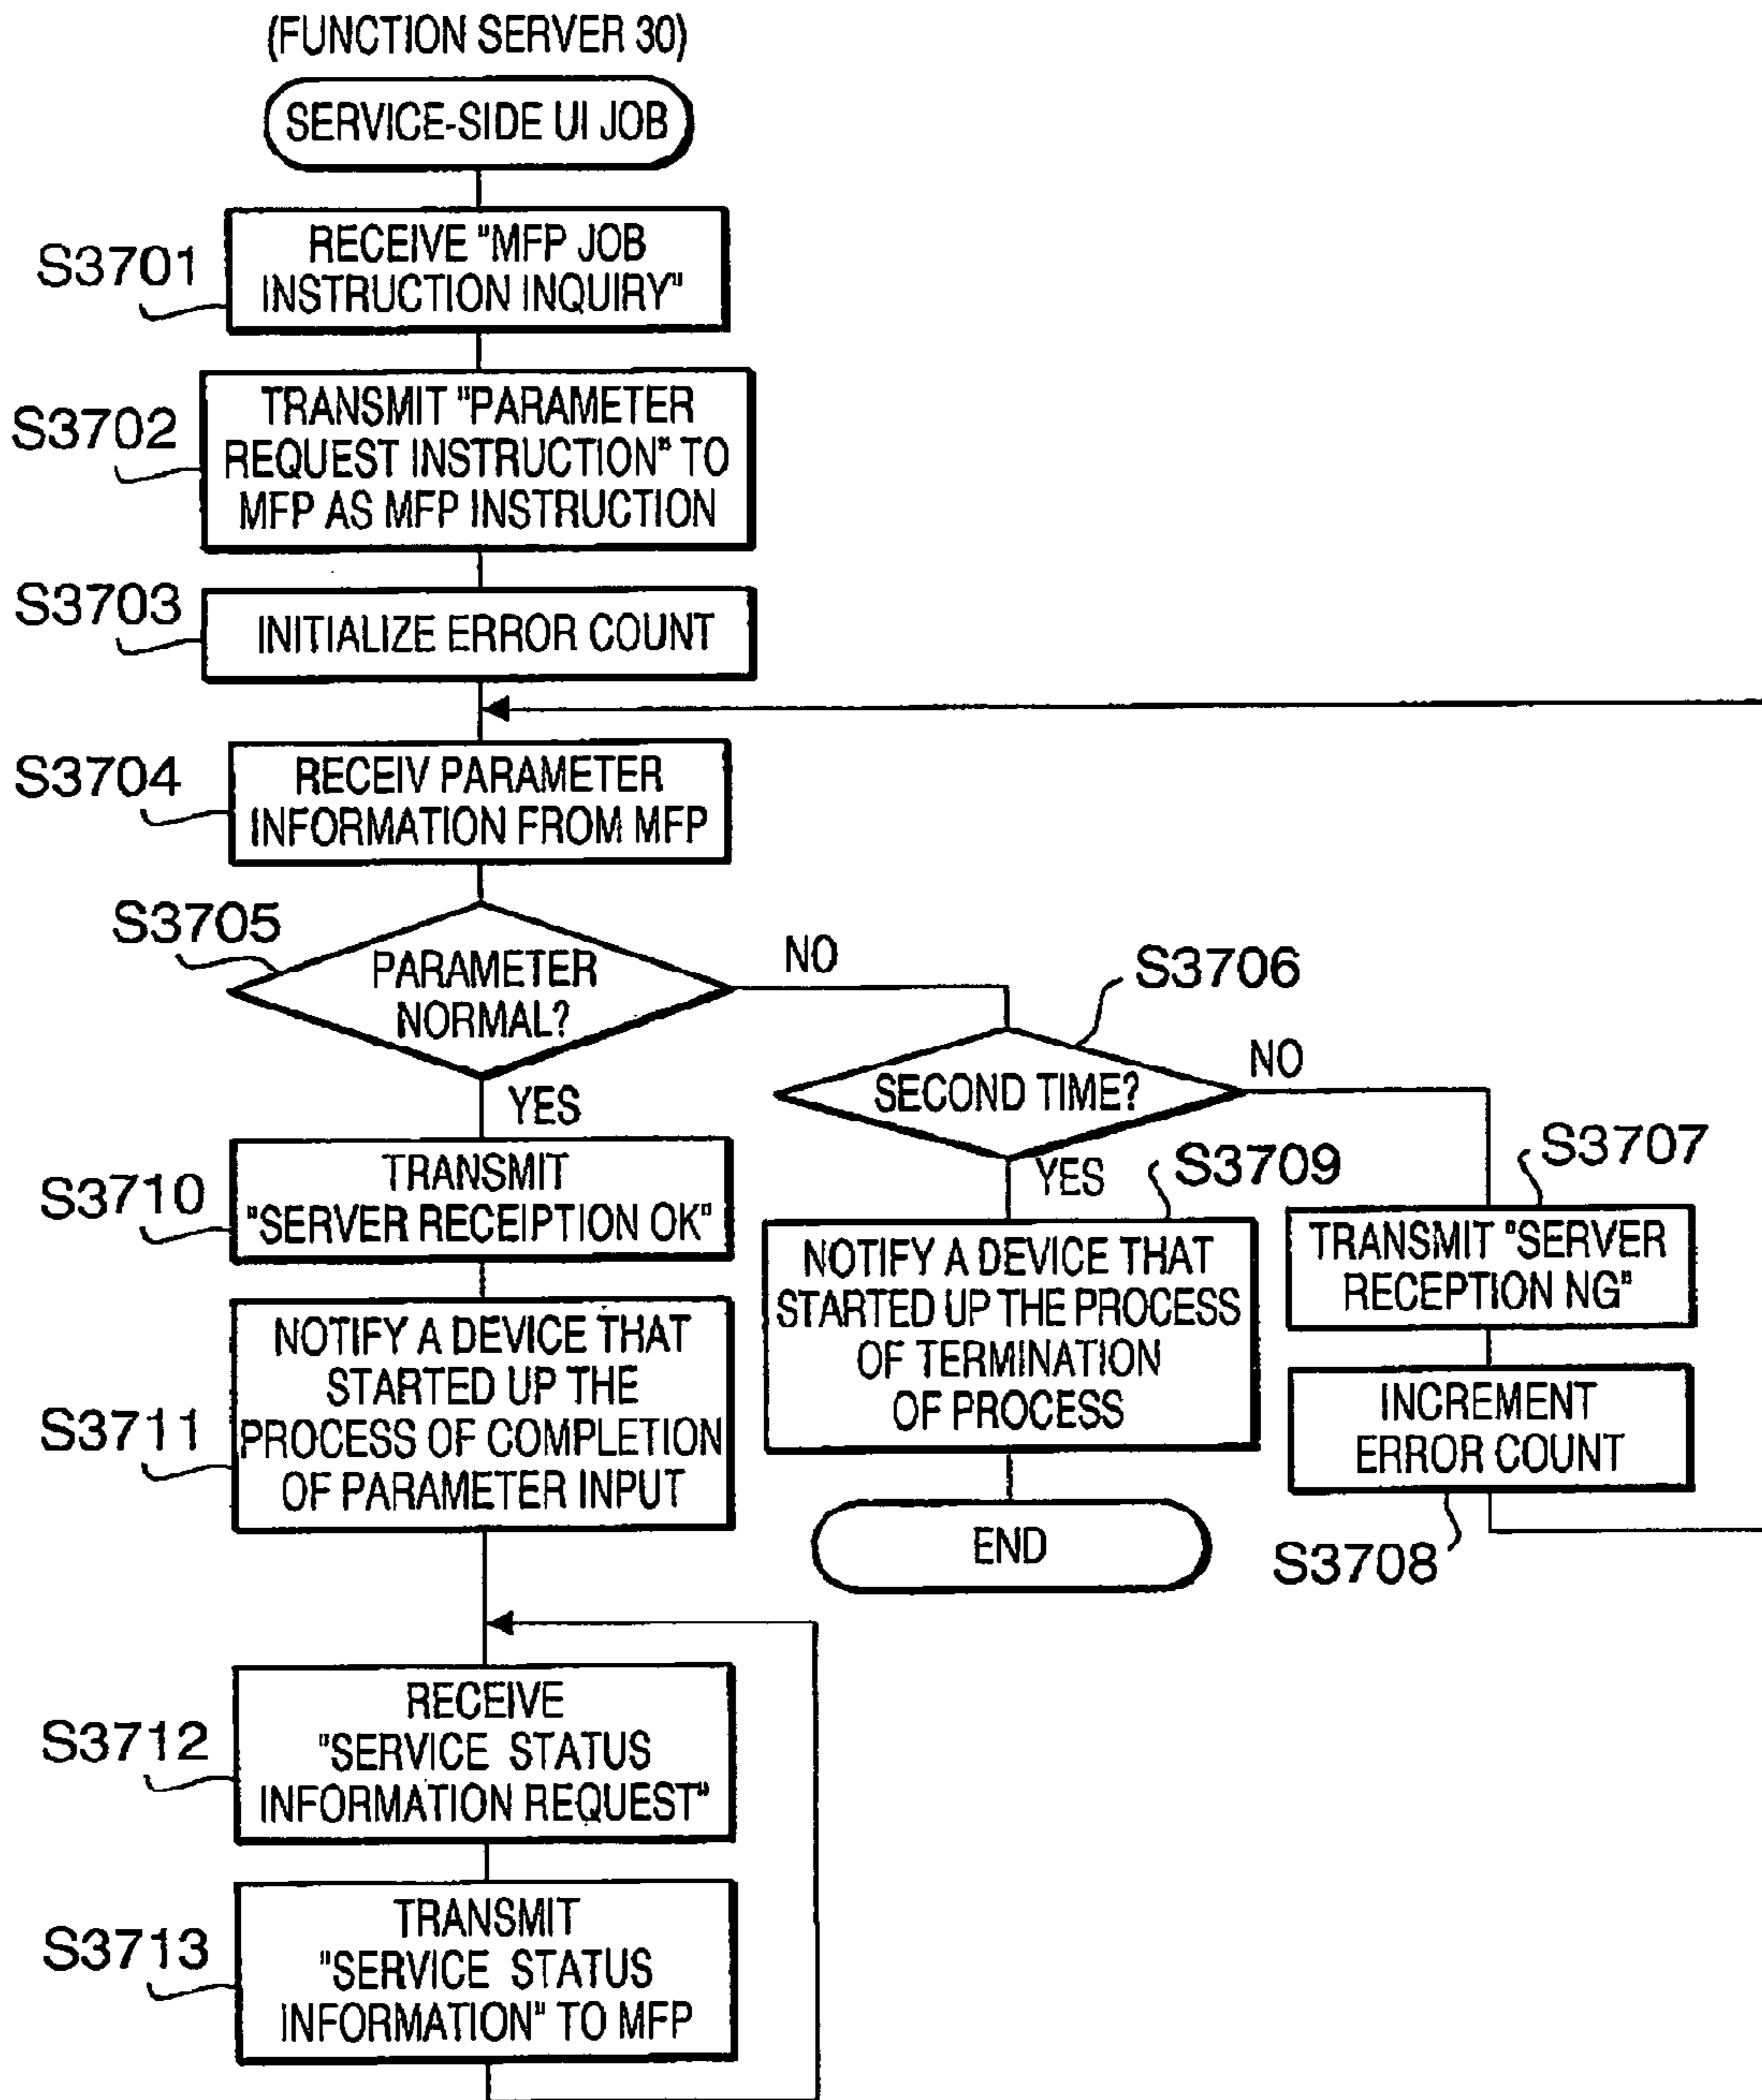 (FUNCTION SERVER 30)
SERVICE-SIDE UI JOB
S3701
RECEIVE "MFP JOB
INSTRUCTION INQUIRY"
S3702
TRANSMIT "PARAMETER
REQUEST INSTRUCTION" TO
MFP AS MFP INSTRUCTION
S3703
INITIALIZE ERROR COUNT
S3704
RECEIV PARAMETER
INFORMATION FROM MFP
S3705
PARAMETER
NORMAL?
NO
YES
S3706
SECOND TIME?
NO
YES
S3707
TRANSMIT "SERVER
RECEPTION NG"
INCREMENT
ERROR COUNT
S3708
S3709
NOTIFY A DEVICE THAT
STARTED UP THE PROCESS
OF TERMINATION
OF PROCESS
END
S3710
TRANSMIT
"SERVER RECEIPTION OK"
S3711
NOTIFY A DEVICE THAT
STARTED UP THE
PROCESS OF COMPLETION
OF PARAMETER INPUT
S3712
RECEIVE
"SERVICE STATUS
INFORMATION REQUEST"
S3713
TRANSMIT
"SERVICE STATUS
INFORMATION" TO MFP